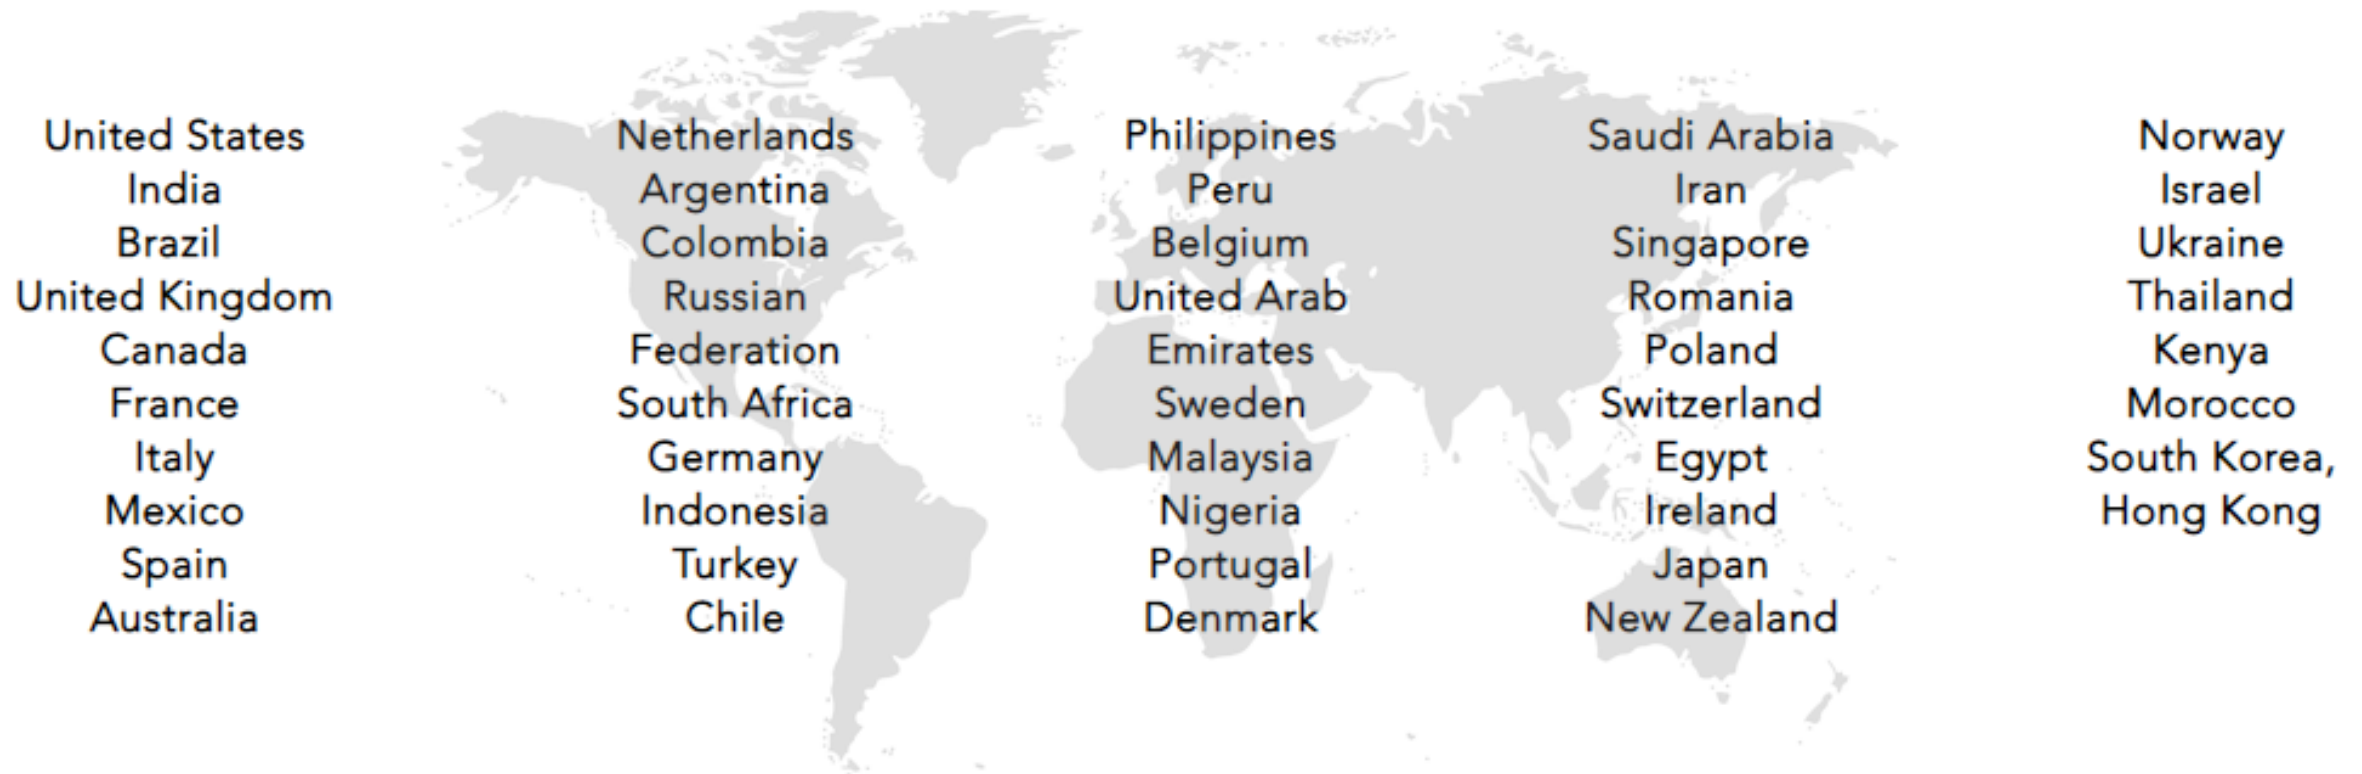 United States
India
Brazil
United Kingdom
Canada
France
Italy
Mexico
Spain
Australia
Netherlands
Argentina
Colombia
Russian
Federation
South Africa
Germany
Indonesia
Turkey
Chile
Philippines
Peru
Belgium
United Arab
Emirates
Sweden
Malaysia
Nigeria
Portugal
Denmark
Saudi Arabia
Iran
Singapore
Romania
Poland
Switzerland
Egypt
Ireland
Japan
New Zealand
Norway
Israel
Ukraine
Thailand
Kenya
Morocco
South Korea,
Hong Kong